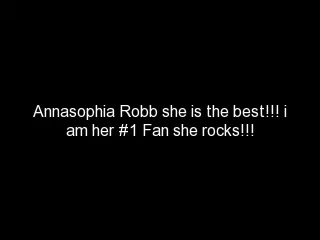 Annasophia Robb she is the best!!! i
am her #1 Fan she rocks!!!